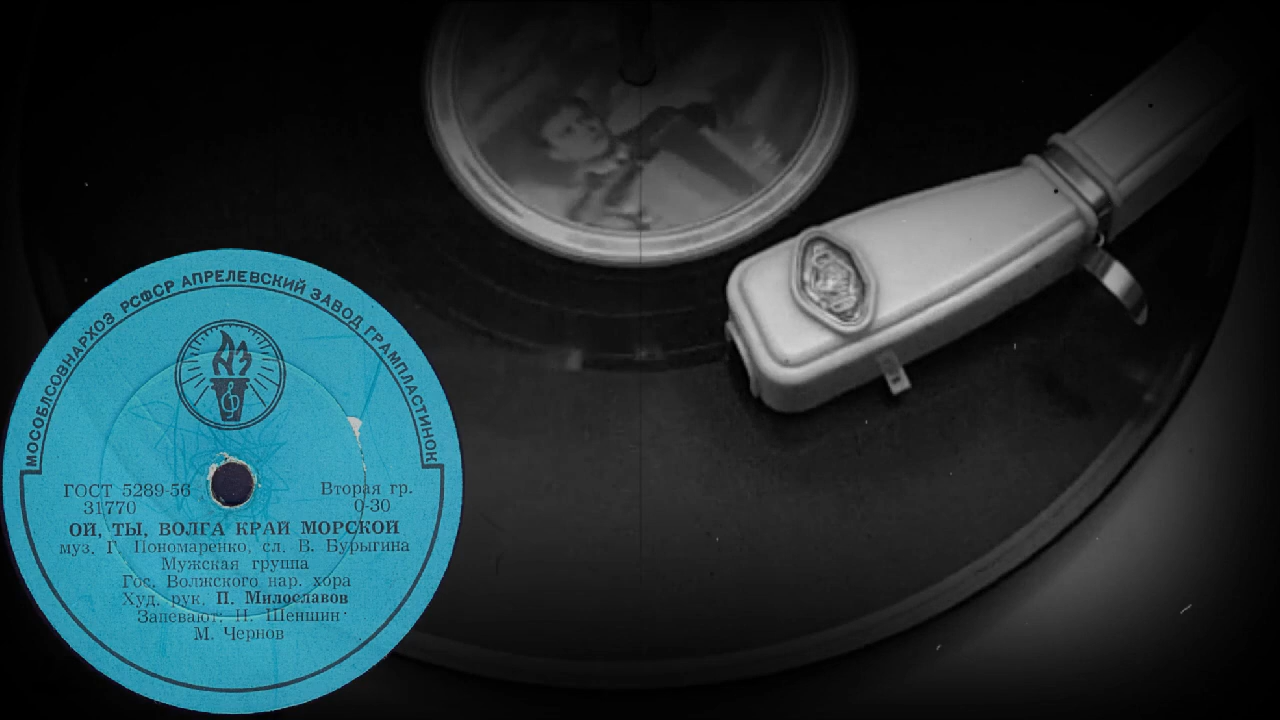 МОСОБЛСОВНАРХОЗ РСФСР АПРЕЛЕВСКИЙ ЗАВОД ГРАМПЛАСТИНОК
АЗ
ГОСТ 5289-56 Вторая гр.
31770 0-30
ОЙ, ТЫ, ВОЛГА КРАЙ МОРСКОЙ
муз. Г. Пономаренко, сл. В. Бурыгина
Мужская группа
Гос. Волжского нар. хора
Худ. рук. П. Милославов
Запевают: Н. Шеншин
М. Чернов